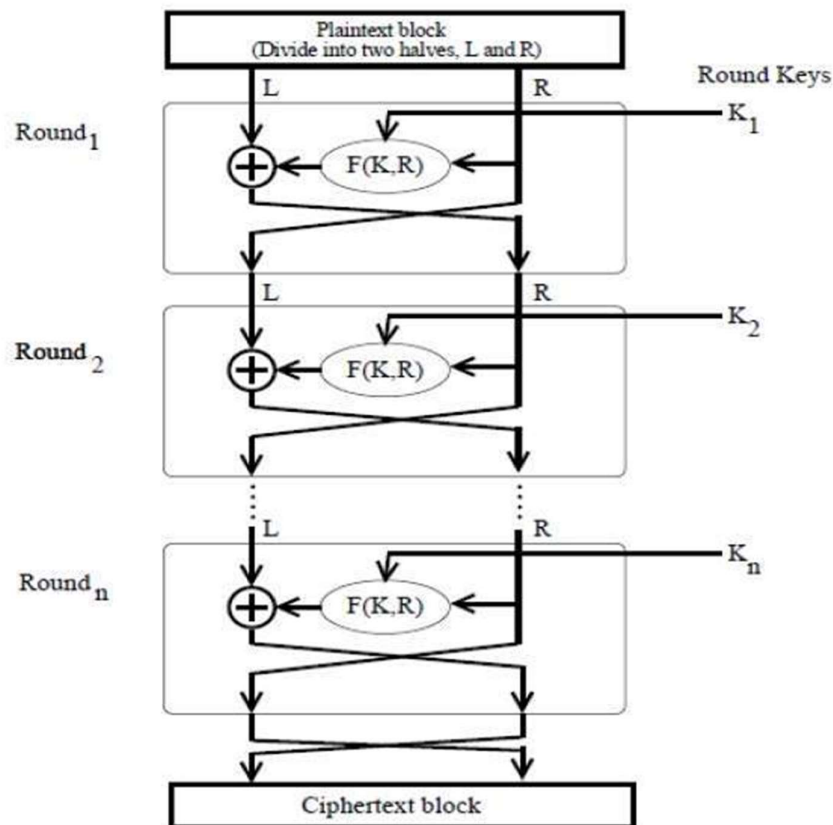 Plaintext block
(Divide into two halves, L and R)
Round Keys
L
R
K1
Round1
F(K,R)
L
R
K2
Round2
F(K,R)
L
R
Kn
Roundn
F(K,R)
Ciphertext block